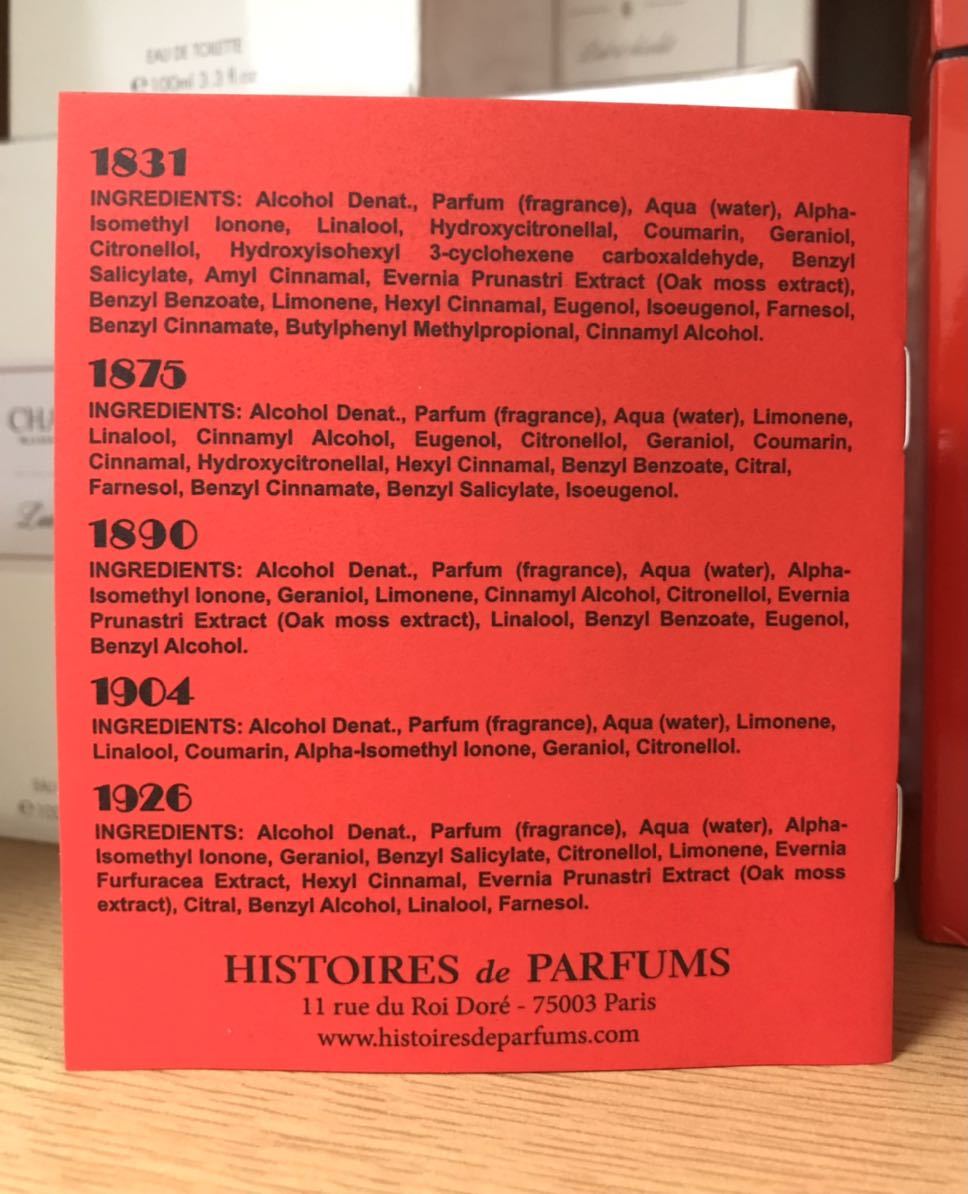 EAU DE TOILETTE
100ml 3.3 fl.oz
1831
INGREDIENTS: Alcohol Denat., Parfum (fragrance), Aqua (water), Alpha-
Isomethyl Ionone, Linalool, Hydroxycitronellal, Coumarin, Geraniol,
Citronellol, Hydroxyisohexyl 3-cyclohexene carboxaldehyde, Benzyl
Salicylate, Amyl Cinnamal, Evernia Prunastri Extract (Oak moss extract),
Benzyl Benzoate, Limonene, Hexyl Cinnamal, Eugenol, Isoeugenol, Farnesol,
Benzyl Cinnamate, Butylphenyl Methylpropional, Cinnamyl Alcohol.
1875
INGREDIENTS: Alcohol Denat., Parfum (fragrance), Aqua (water), Limonene,
Linalool, Cinnamyl Alcohol, Eugenol, Citronellol, Geraniol, Coumarin,
Cinnamal, Hydroxycitronellal, Hexyl Cinnamal, Benzyl Benzoate, Citral,
Farnesol, Benzyl Cinnamate, Benzyl Salicylate, Isoeugenol.
1890
INGREDIENTS: Alcohol Denat., Parfum (fragrance), Aqua (water), Alpha-
Isomethyl Ionone, Geraniol, Limonene, Cinnamyl Alcohol, Citronellol, Evernia
Prunastri Extract (Oak moss extract), Linalool, Benzyl Benzoate, Eugenol,
Benzyl Alcohol.
1904
INGREDIENTS: Alcohol Denat., Parfum (fragrance), Aqua (water), Limonene,
Linalool, Coumarin, Alpha-Isomethyl Ionone, Geraniol, Citronellol.
1926
INGREDIENTS: Alcohol Denat., Parfum (fragrance), Aqua (water), Alpha-
Isomethyl Ionone, Geraniol, Benzyl Salicylate, Citronellol, Limonene, Evernia
Furfuracea Extract, Hexyl Cinnamal, Evernia Prunastri Extract (Oak moss
extract), Citral, Benzyl Alcohol, Linalool, Farnesol.
HISTOIRES de PARFUMS
11 rue du Roi Doré - 75003 Paris
www.histoiresdeparfums.com